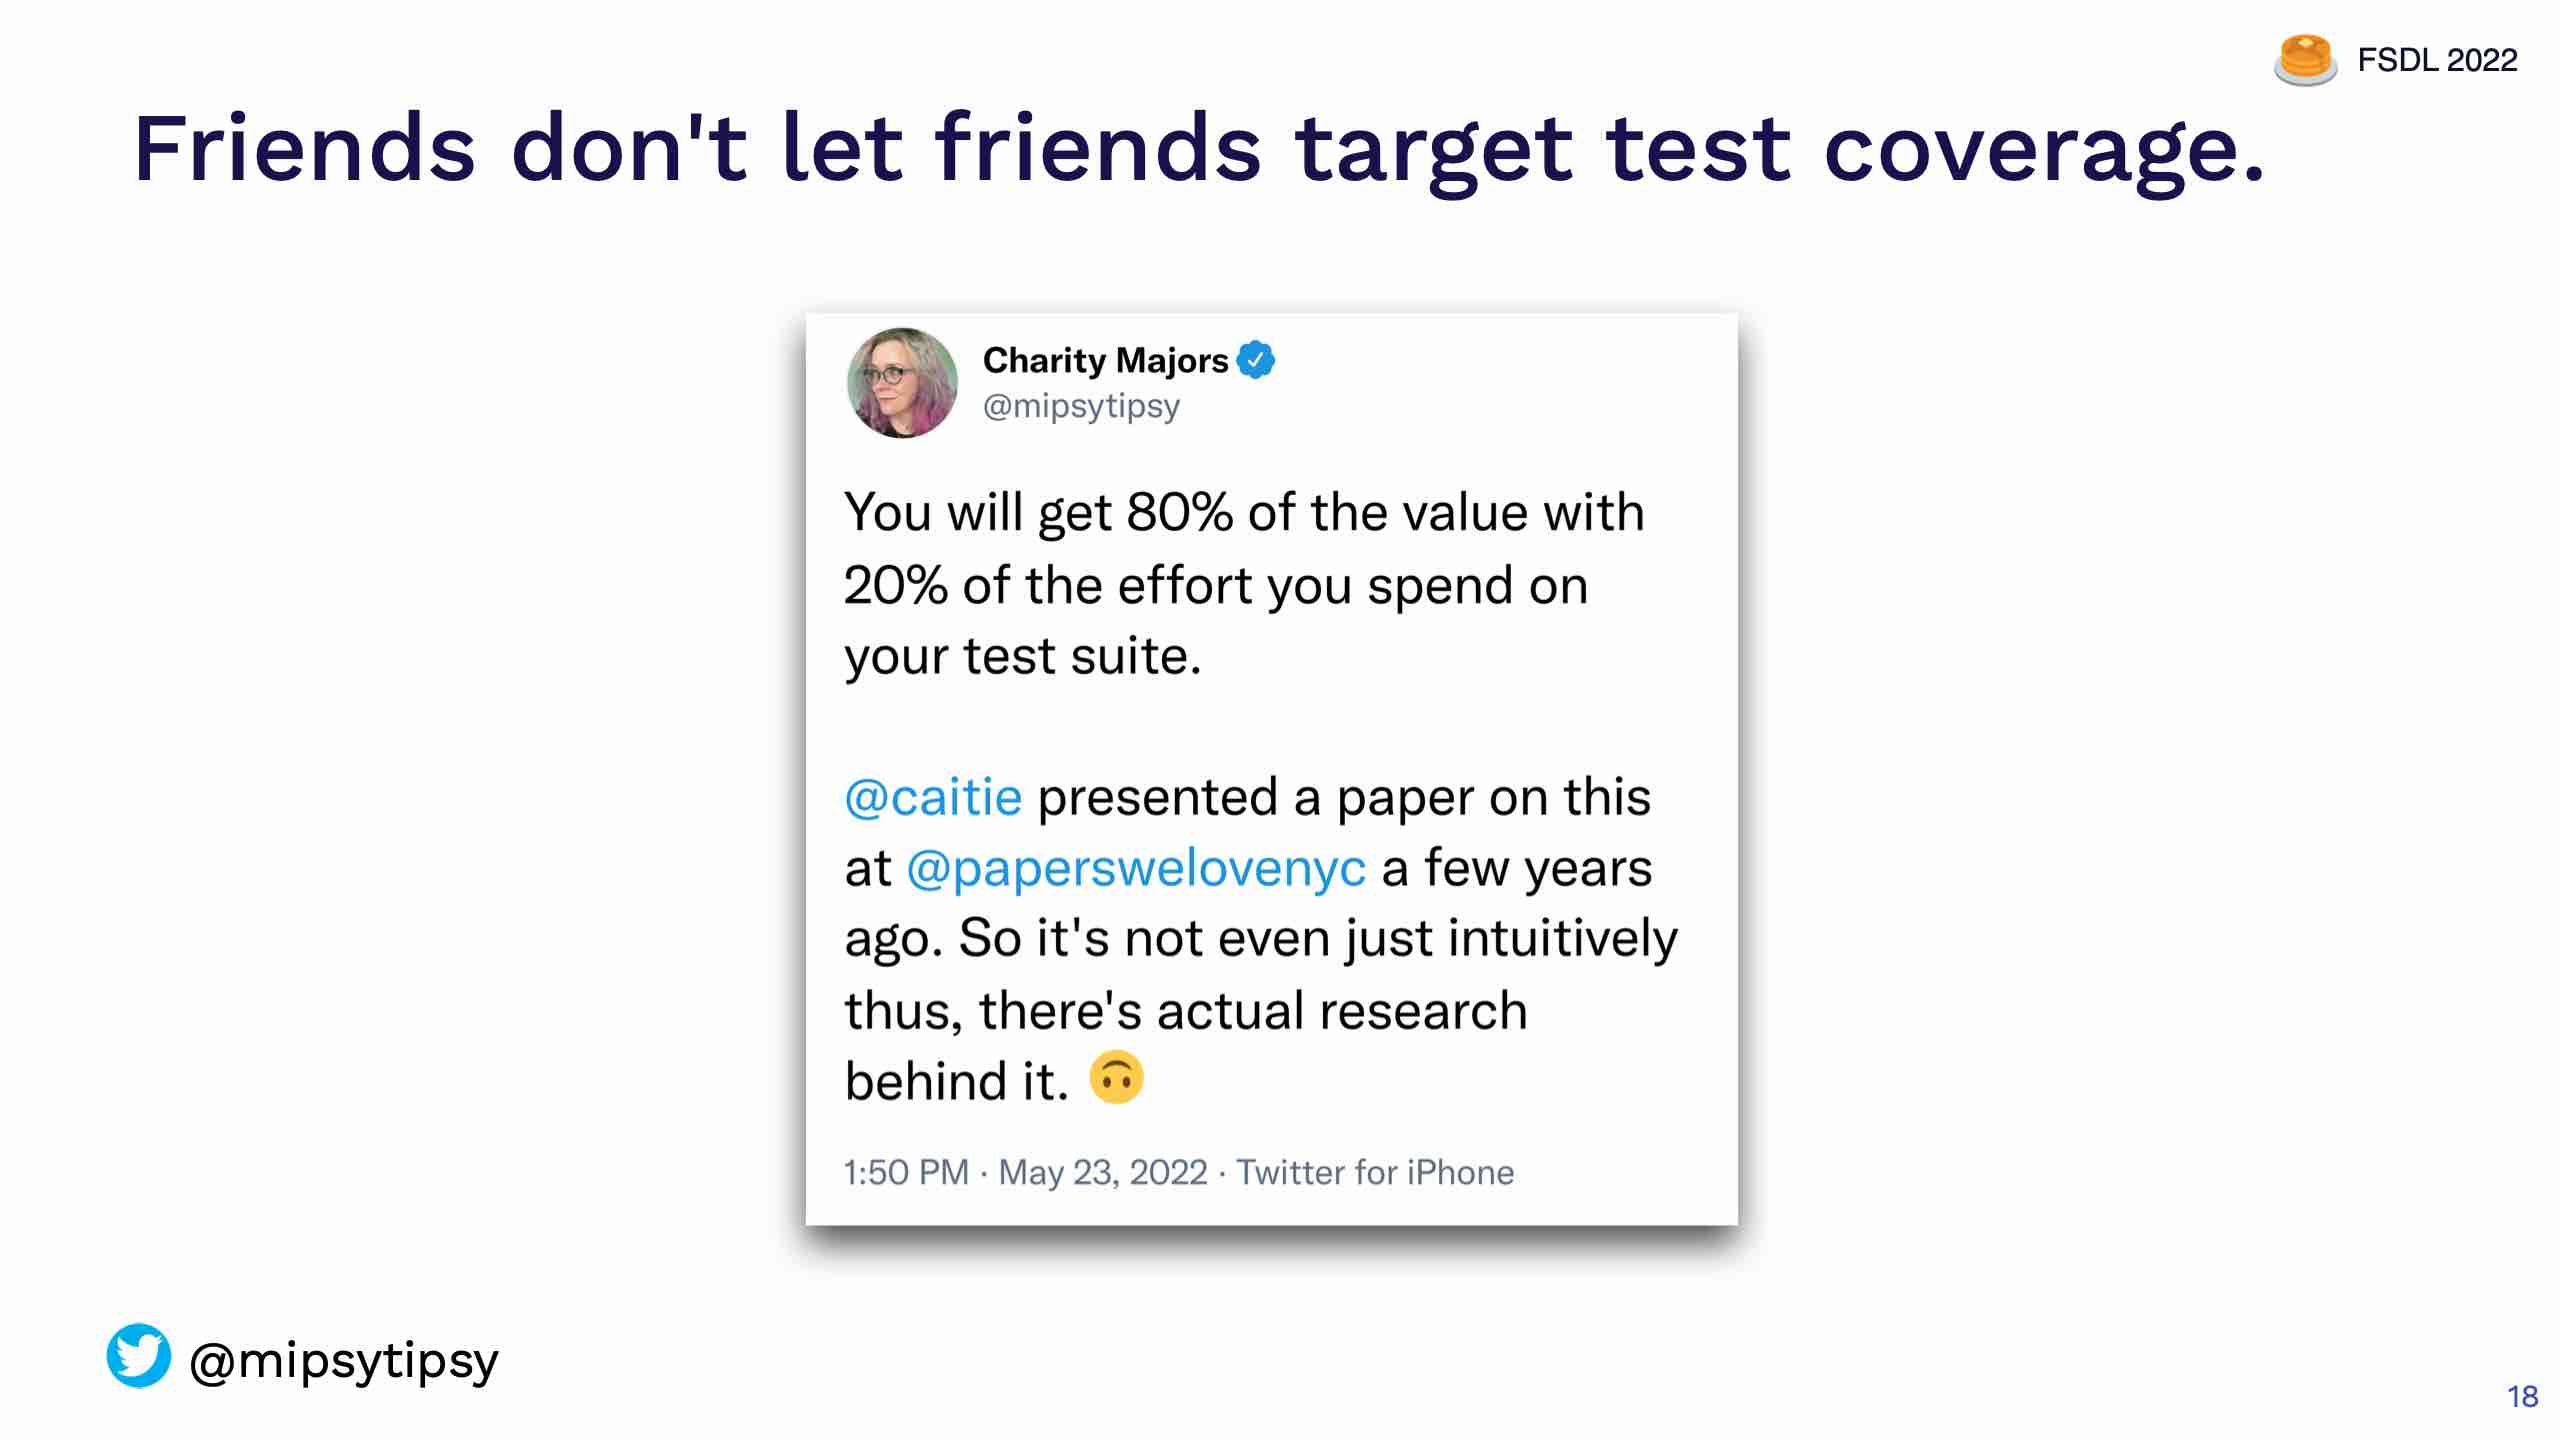 FSDL 2022
Friends don't let friends target test coverage.
Charity Majors
@mipsytipsy
You will get 80% of the value with
20% of the effort you spend on
your test suite.
@caitie presented a paper on this
at @paperswelovenyc a few years
ago. So it's not even just intuitively
thus, there's actual research
behind it. 🙃
1:50 PM · May 23, 2022 · Twitter for iPhone
@mipsytipsy
18